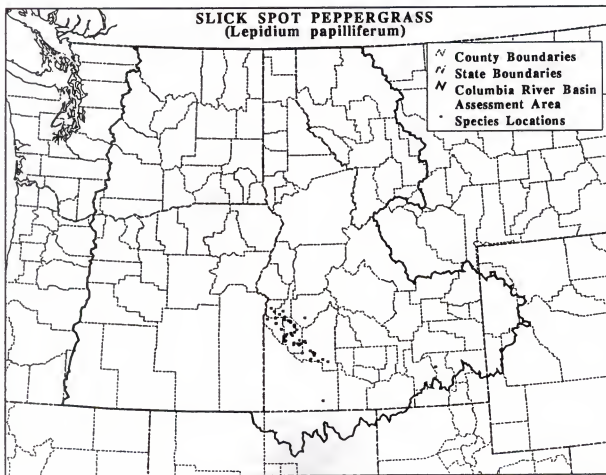 SLICK SPOT PEPPERGRASS
(Lepidium papilliferum)
County Boundaries
State Boundaries
Columbia River Basin
Assessment Area
Species Locations